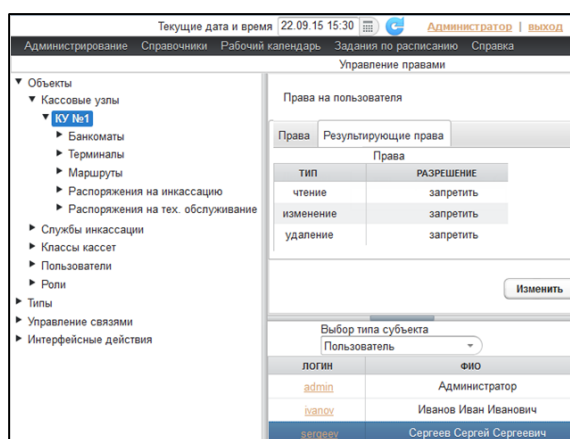 Текущие дата и время 22.09.15 15:30 Администратор | выход
Администрирование Справочники Рабочий календарь Задания по расписанию Справка
Управление правами
Объекты
Кассовые узлы
КУ №1
Банкоматы
Терминалы
Маршруты
Распоряжения на инкассацию
Распоряжения на тех. обслуживание
Службы инкассации
Классы кассет
Пользователи
Роли
Типы
Управление связями
Интерфейсные действия
Права на пользователя
Права Результирующие права
Права
ТИП РАЗРЕШЕНИЕ
чтение запретить
изменение запретить
удаление запретить
Изменить
Выбор типа субъекта
Пользователь
ЛОГИН ФИО
admin Администратор
ivanov Иванов Иван Иванович
sergeev Сергеев Сергей Сергеевич